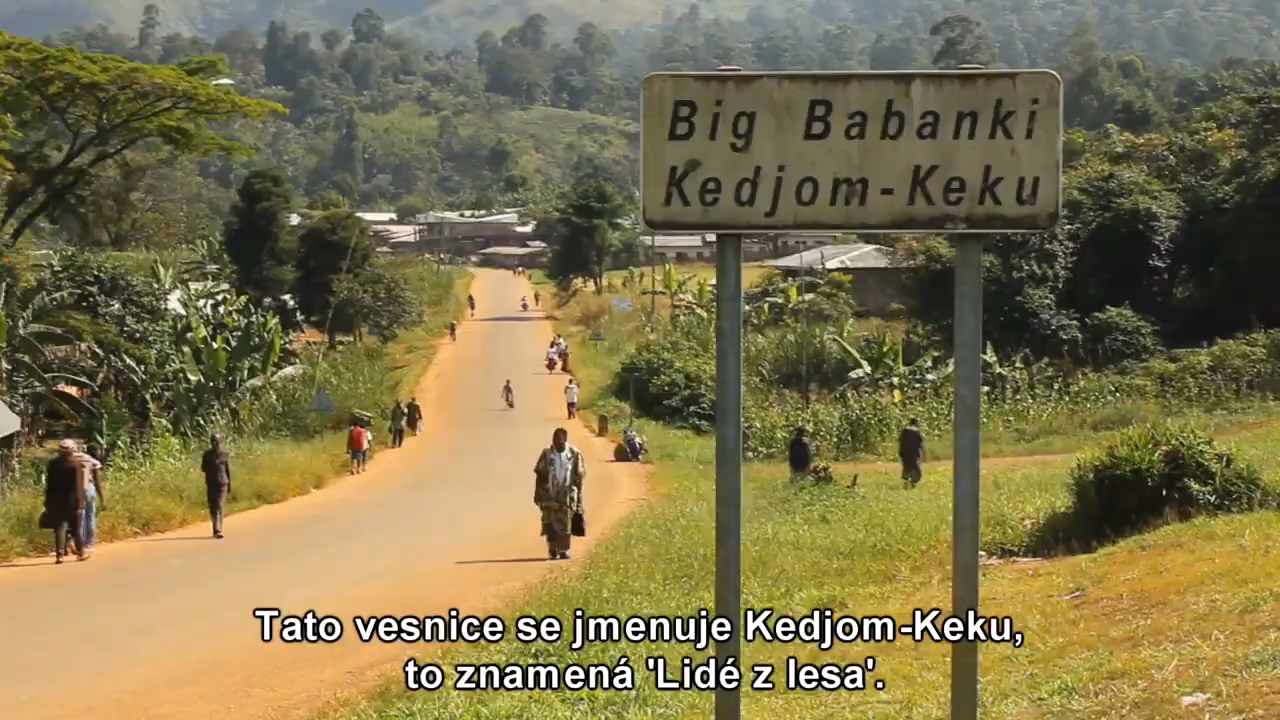 Big Babanki
Kedjom-Keku
Tato vesnice se jmenuje Kedjom-Keku,
to znamená 'Lidé z lesa'.